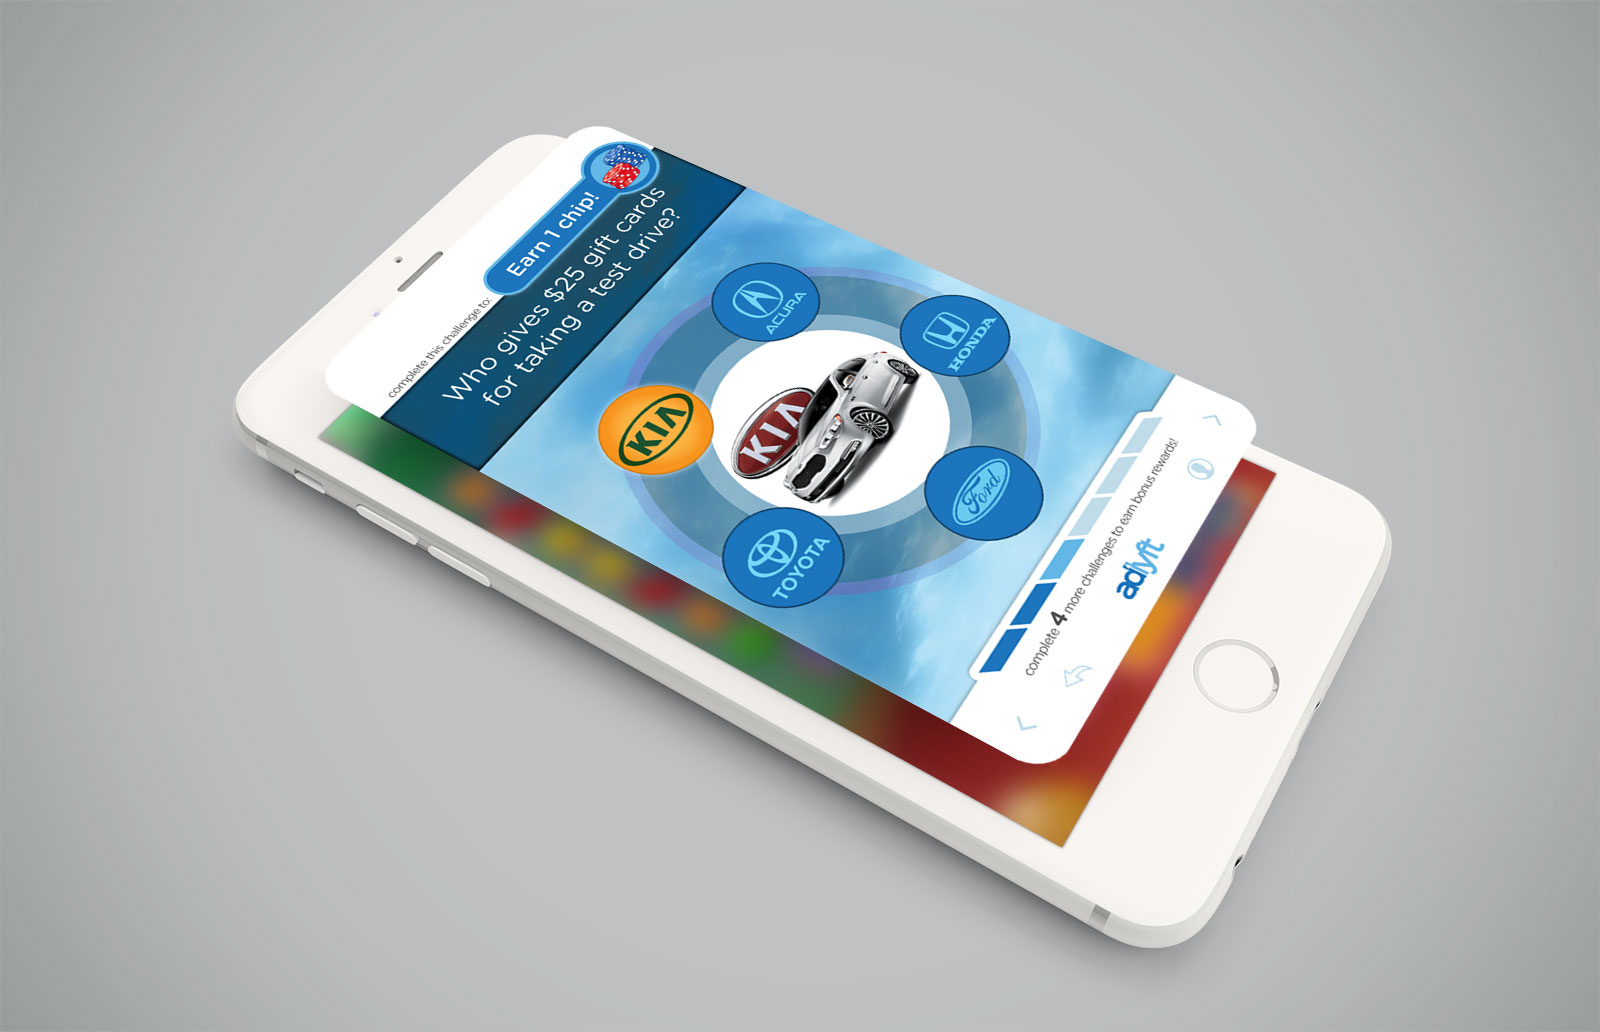 complete this challenge to:
Earn 1 chip!
Who gives $25 gift cards
for taking a test drive?
ACURA
HONDA
KIA
KIA
Ford
TOYOTA
complete 4 more challenges to earn bonus rewards!
adlyft